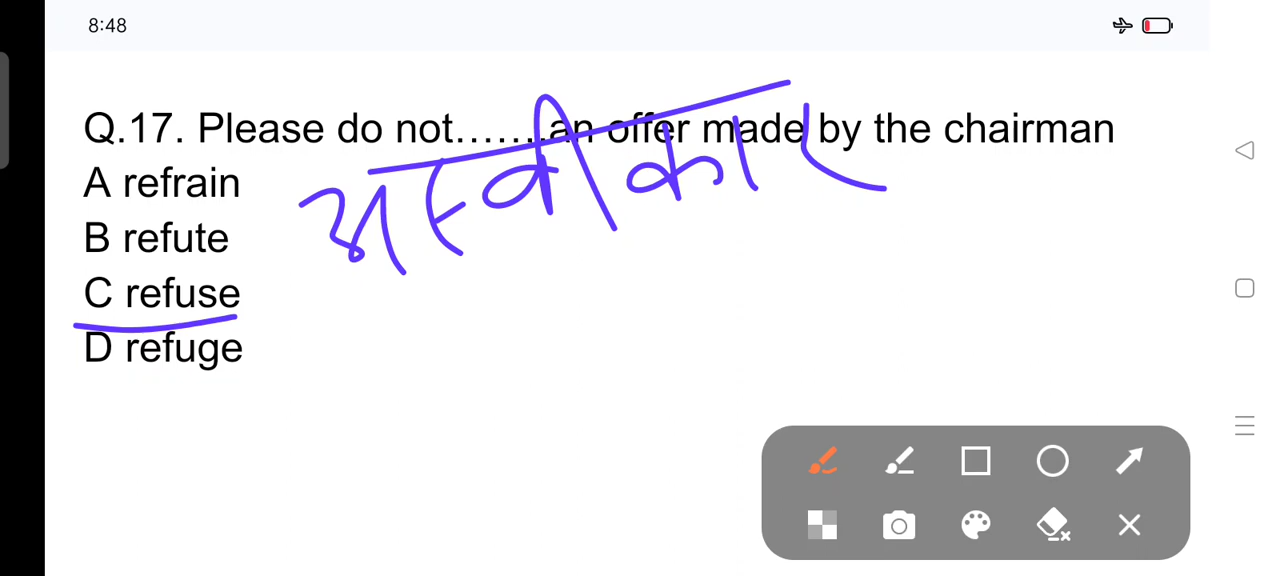 8:48
Q.17. Please do not.......an offer made by the chairman
अस्वीकार
A refrain
B refute
C refuse
D refuge